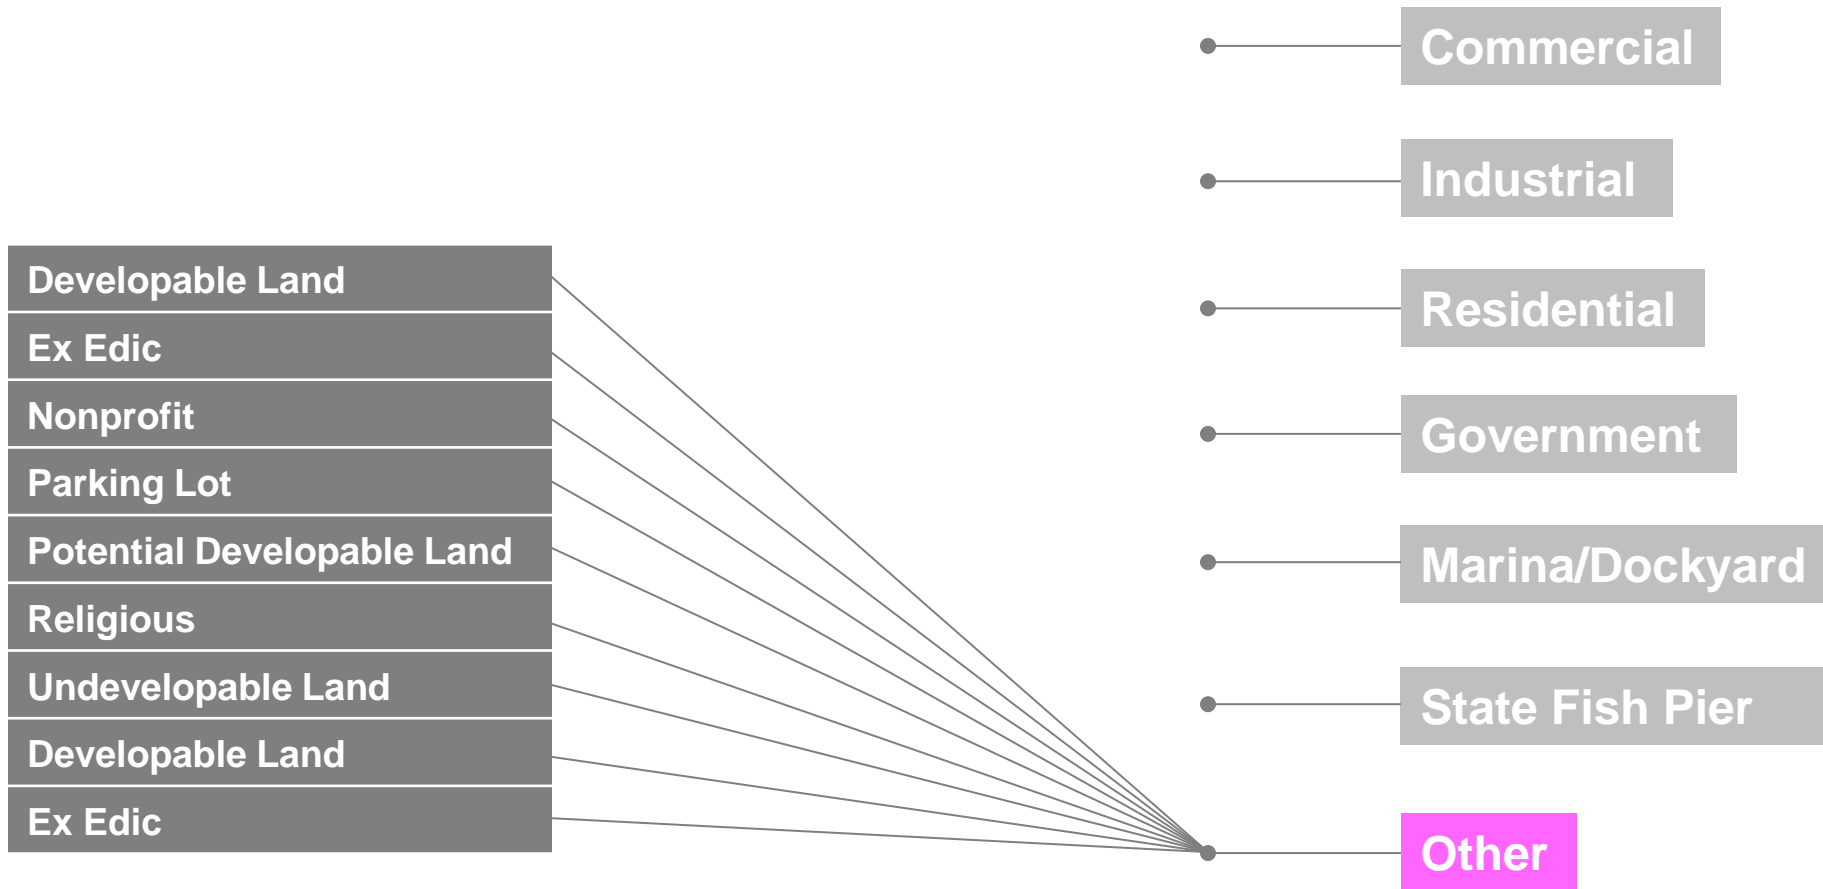 Developable Land
Ex Edic
Nonprofit
Parking Lot
Potential Developable Land
Religious
Undevelopable Land
Developable Land
Ex Edic
Commercial
Industrial
Residential
Government
Marina/Dockyard
State Fish Pier
Other